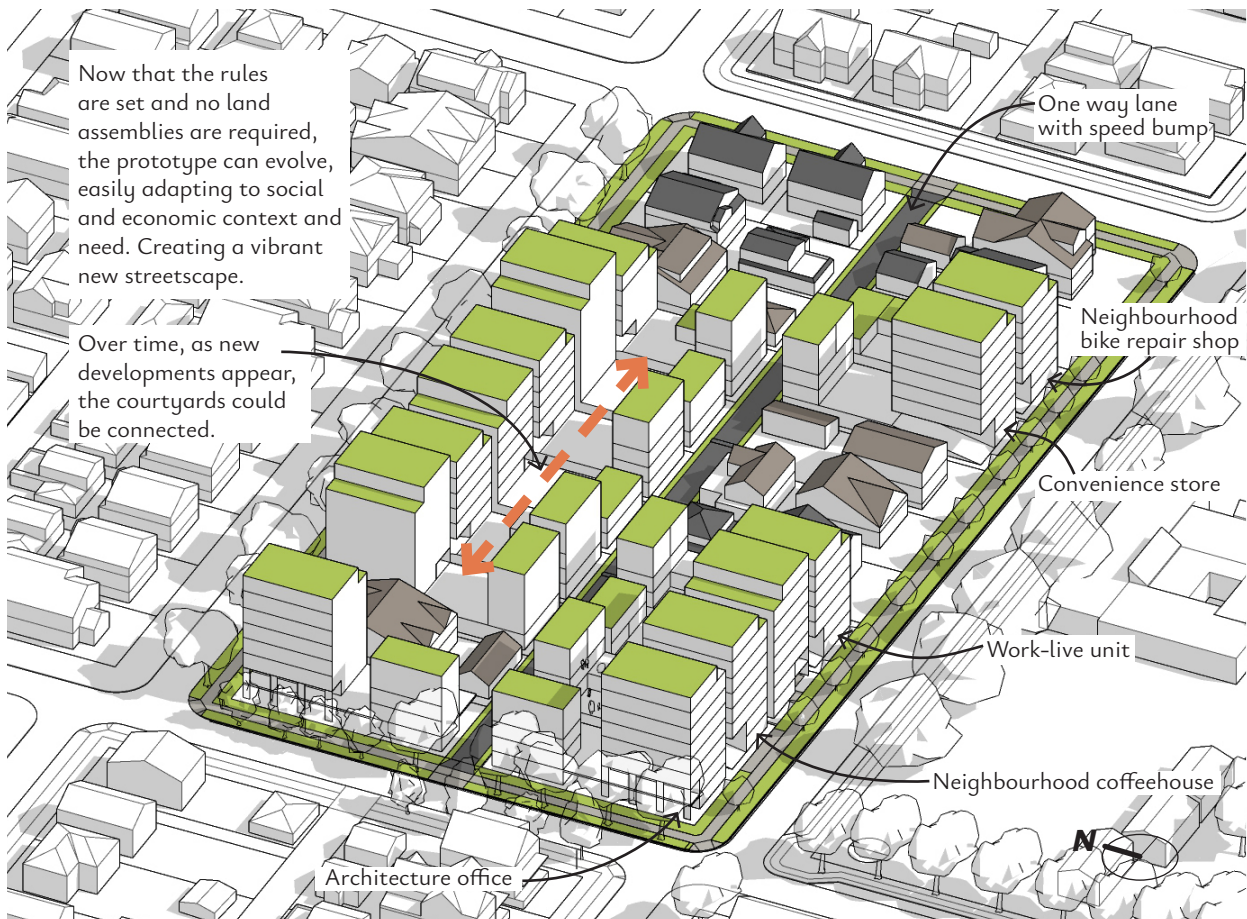 Now that the rules
are set and no land
assemblies are required,
the prototype can evolve,
easily adapting to social
and economic context and
need. Creating a vibrant
new streetscape.
One way lane
with speed bump
Over time, as new
developments appear,
the courtyards could
be connected.
Neighbourhood
bike repair shop
Convenience store
Work-live unit
Neighbourhood coffeehouse
Architecture office
N